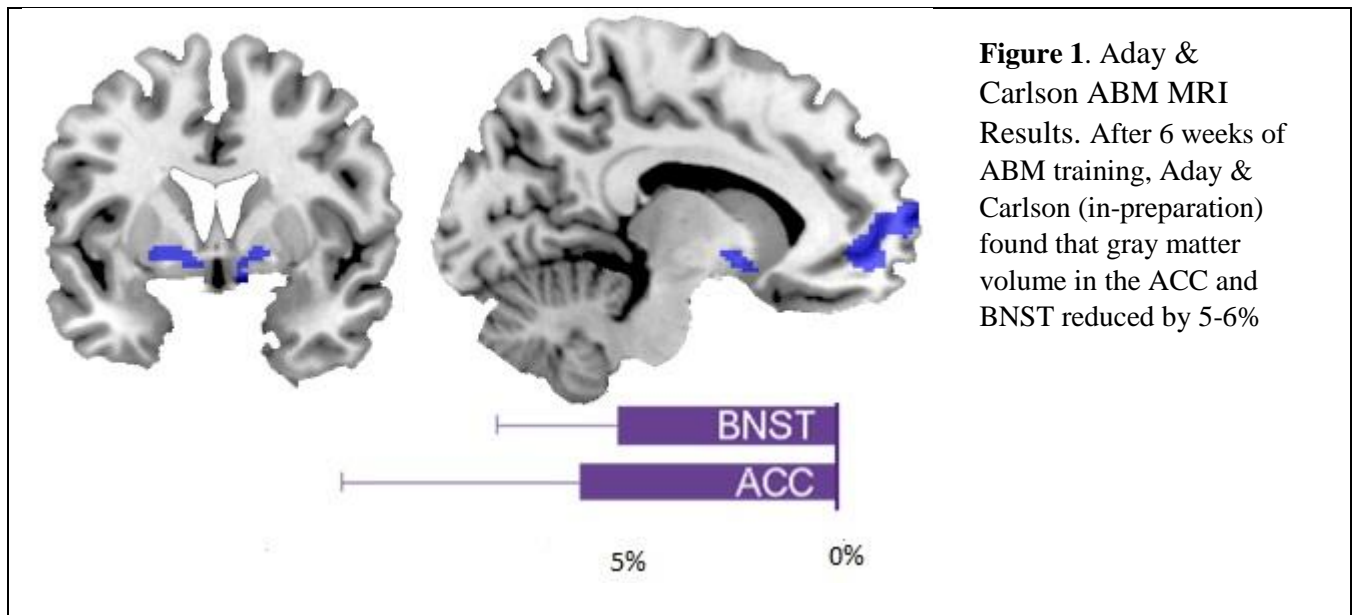 Figure 1. Aday &
Carlson ABM MRI
Results. After 6 weeks of
ABM training, Aday &
Carlson (in-preparation)
found that gray matter
volume in the ACC and
BNST reduced by 5-6%
BNST
ACC
5%
0%